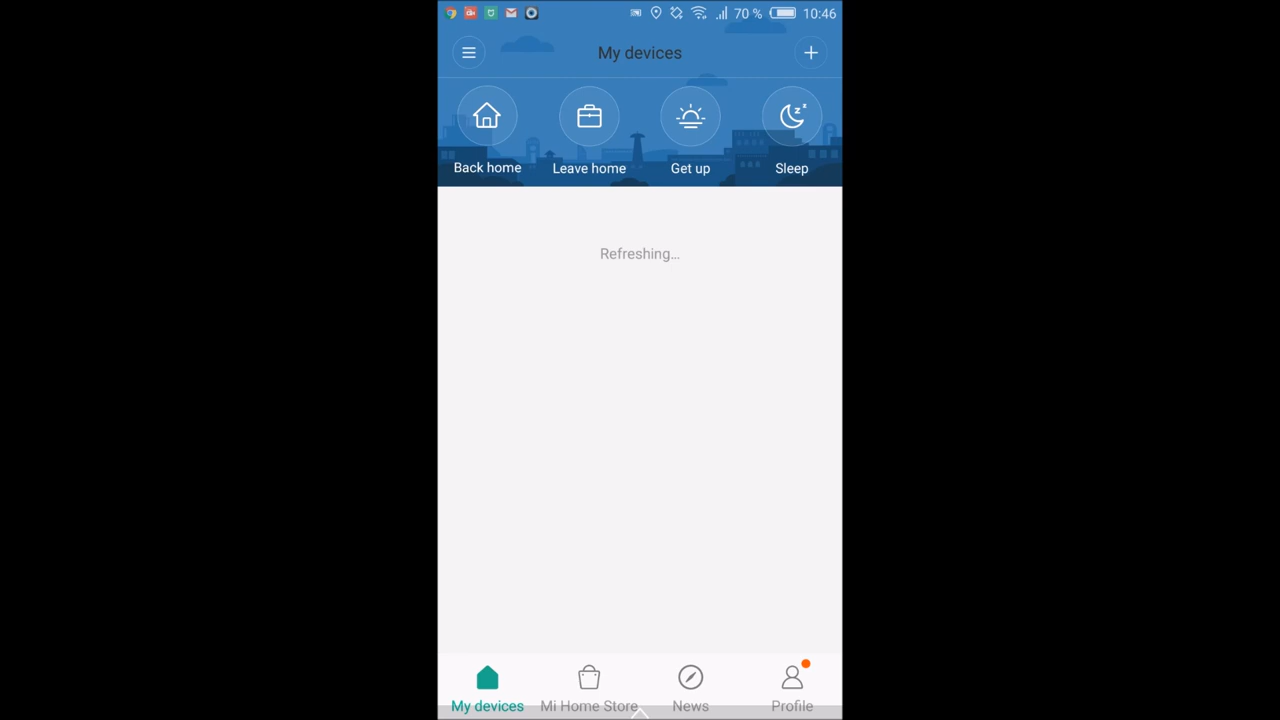 70 % 10:46
My devices
Back home Leave home Get up Sleep
Refreshing...
My devices Mi Home Store News Profile